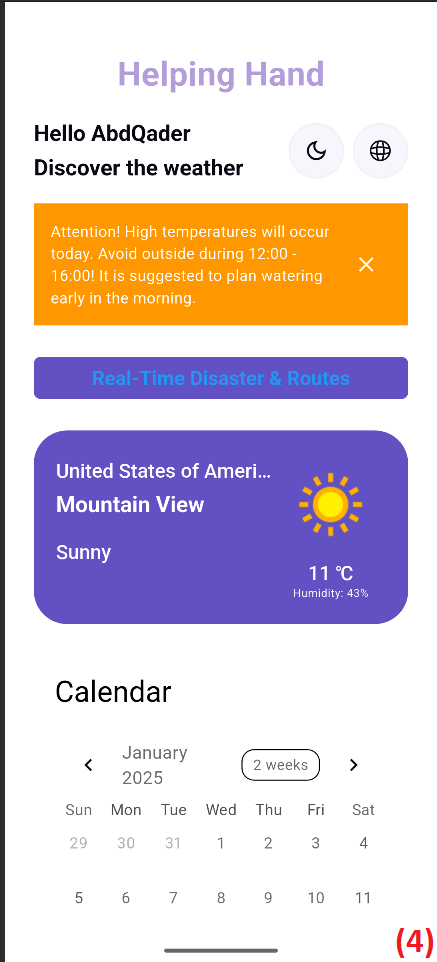 Helping Hand
Hello AbdQader
Discover the weather
Attention! High temperatures will occur
today. Avoid outside during 12:00 -
16:00! It is suggested to plan watering
early in the morning.
Real-Time Disaster & Routes
United States of Ameri...
Mountain View
Sunny
11 °C
Humidity: 43%
Calendar
January
2025
2 weeks
Sun Mon Tue Wed Thu Fri Sat
29 30 31 1 2 3 4
5 6 7 8 9 10 11
(4)